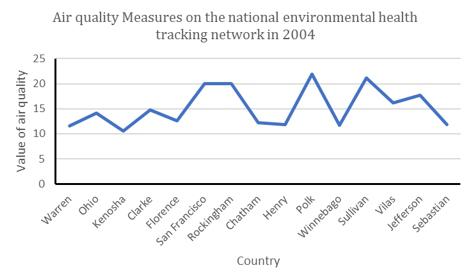 Air quality Measures on the national environmental health
tracking network in 2004
Value of air quality
25
20
15
10
5
0
Warren
Ohio
Kenosha
Clarke
Florence
San Francisco
Rockingham
Chatham
Henry
Polk
Winnebago
Sullivan
Vilas
Jefferson
Sebastian
Country